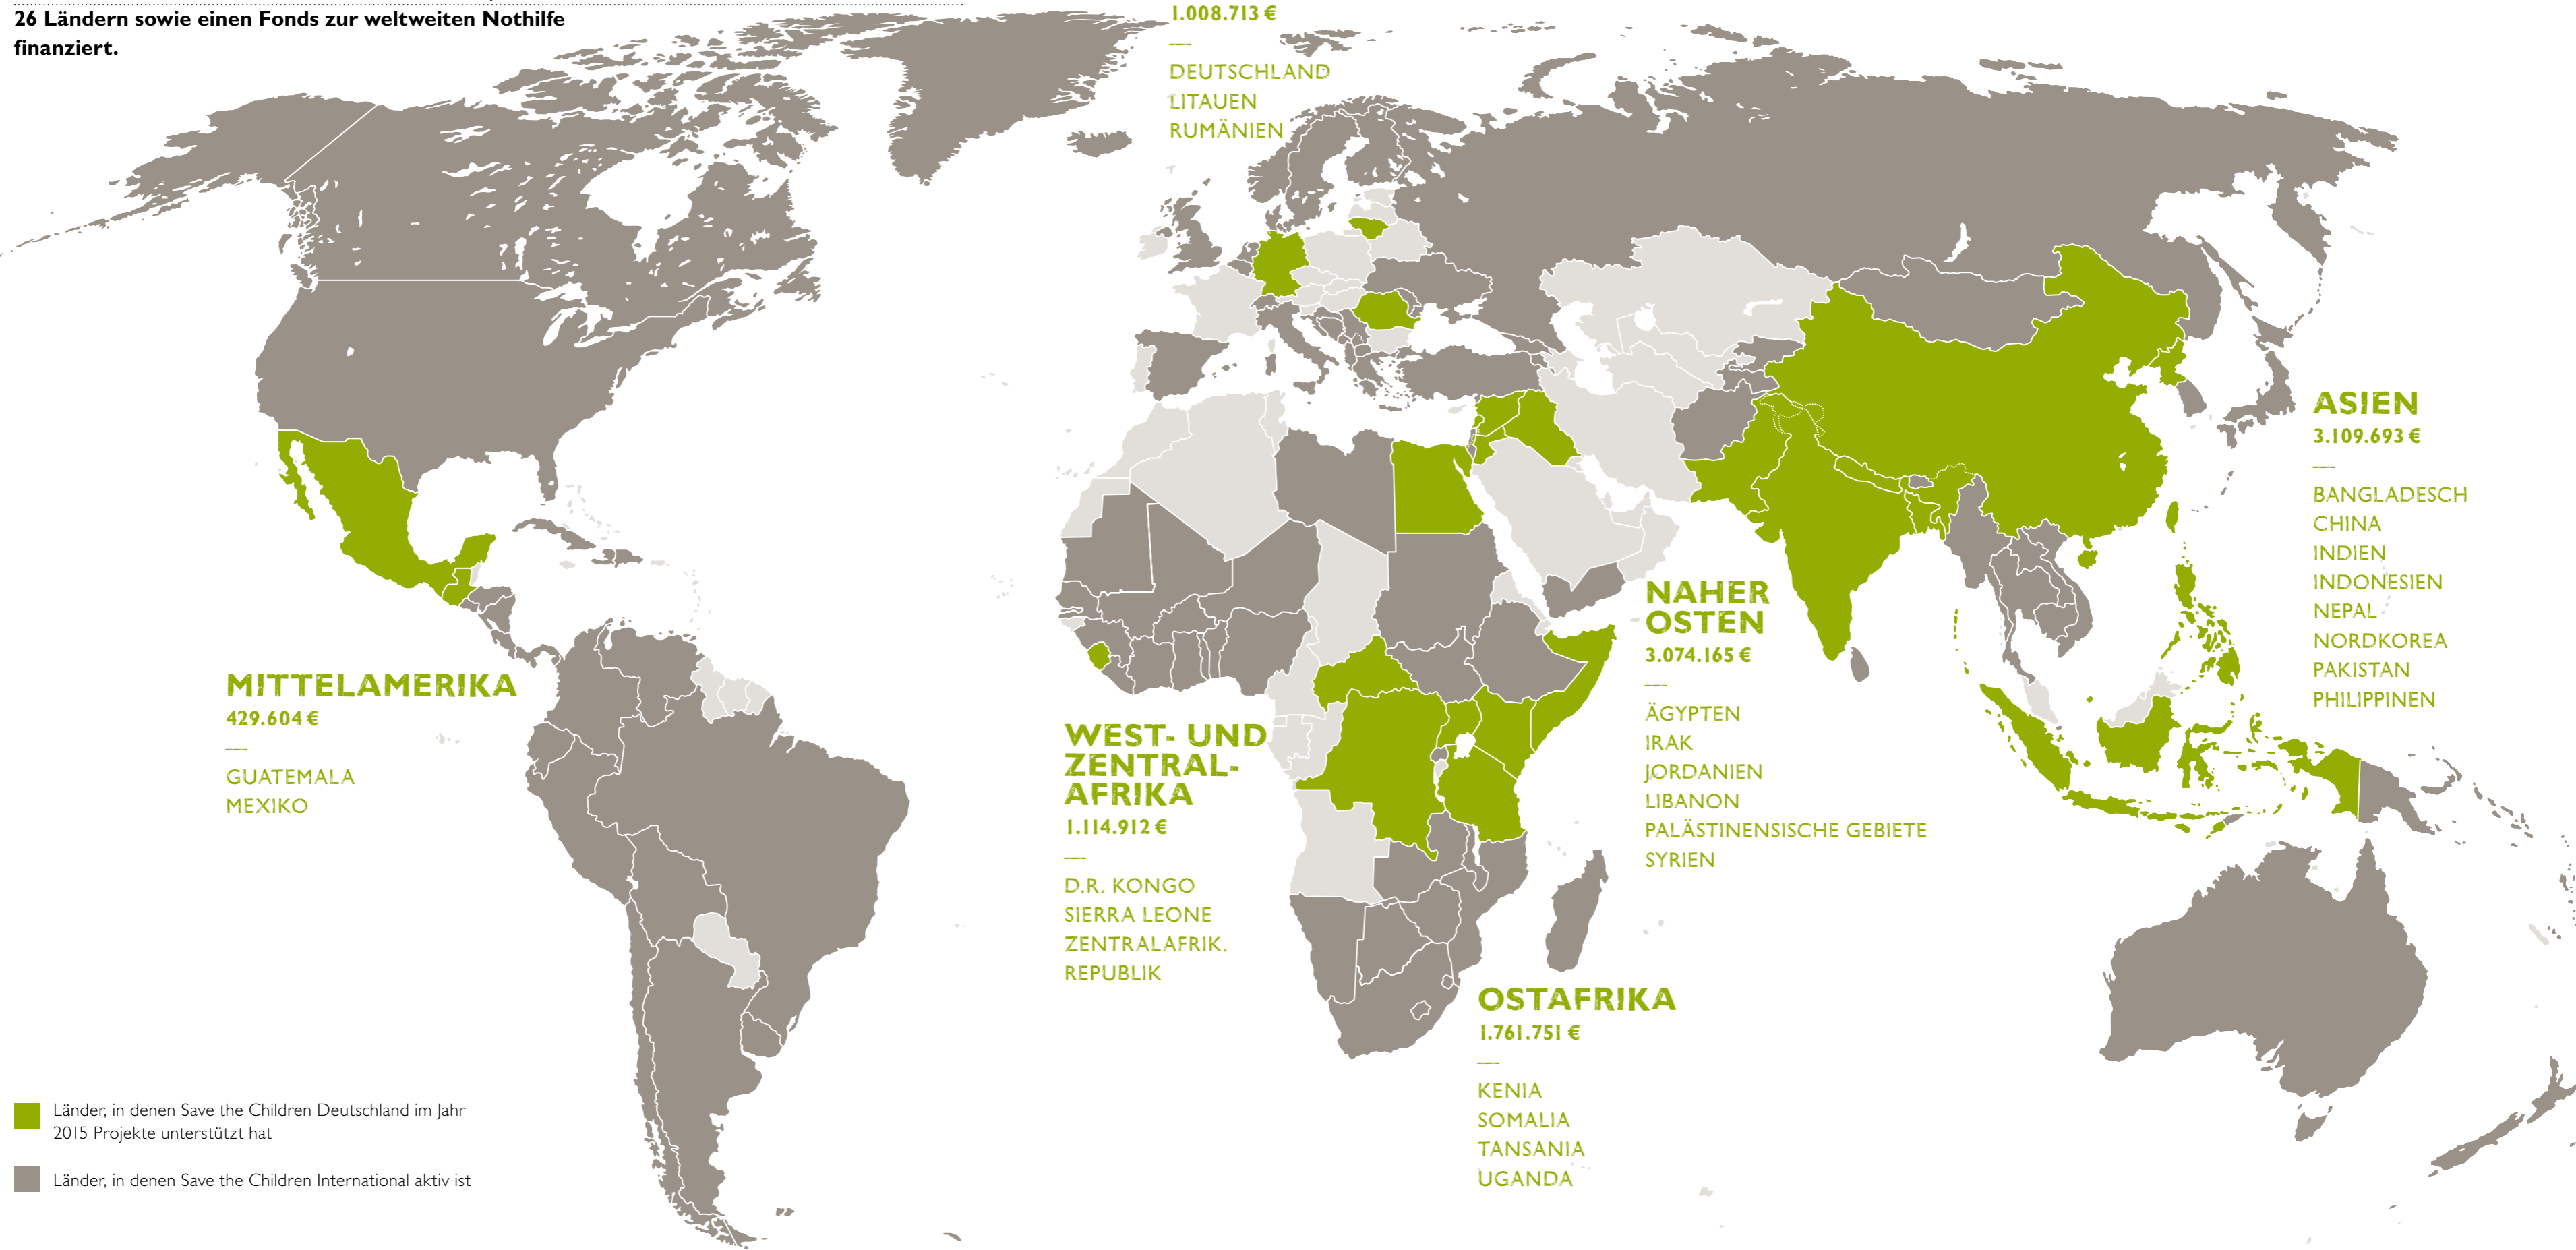 26 Ländern sowie einen Fonds zur weltweiten Nothilfe
finanziert.
1.008.713 €
DEUTSCHLAND
LITAUEN
RUMÄNIEN
ASIEN
3.109.693 €
BANGLADESCH
CHINA
INDIEN
INDONESIEN
NEPAL
NORDKOREA
PAKISTAN
PHILIPPINEN
NAHER
OSTEN
3.074.165 €
ÄGYPTEN
IRAK
JORDANIEN
LIBANON
PALÄSTINENSISCHE GEBIETE
SYRIEN
MITTELAMERIKA
429.604 €
GUATEMALA
MEXIKO
WEST- UND
ZENTRAL-
AFRIKA
1.114.912 €
D.R. KONGO
SIERRA LEONE
ZENTRALAFRIK.
REPUBLIK
OSTAFRIKA
1.761.751 €
KENIA
SOMALIA
TANSANIA
UGANDA
Länder, in denen Save the Children Deutschland im Jahr
2015 Projekte unterstützt hat
Länder, in denen Save the Children International aktiv ist